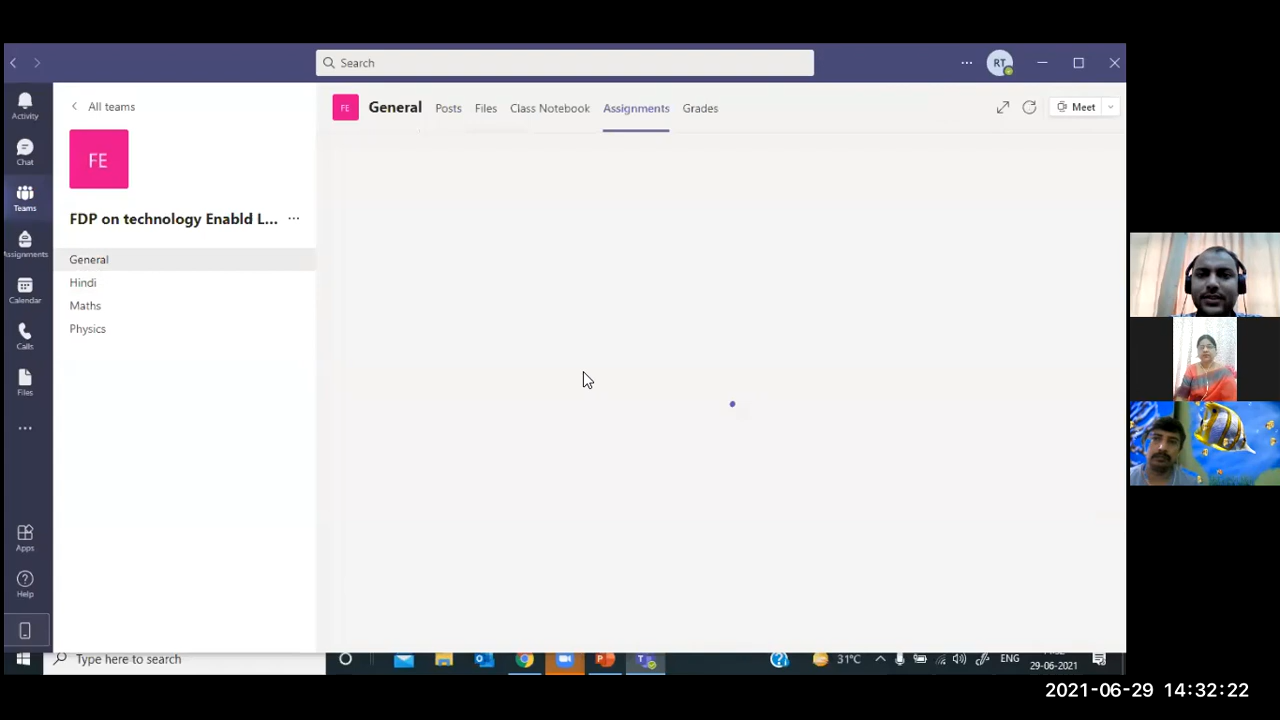 Search
RT
Activity
Chat
Teams
Assignments
Calendar
Calls
Files
Apps
Help
All teams
FE
FDP on technology Enabld L...
General
Hindi
Maths
Physics
FE
General Posts Files Class Notebook Assignments Grades
Meet
Type here to search
31°C
ENG
29-06-2021
2021-06-29 14:32:22